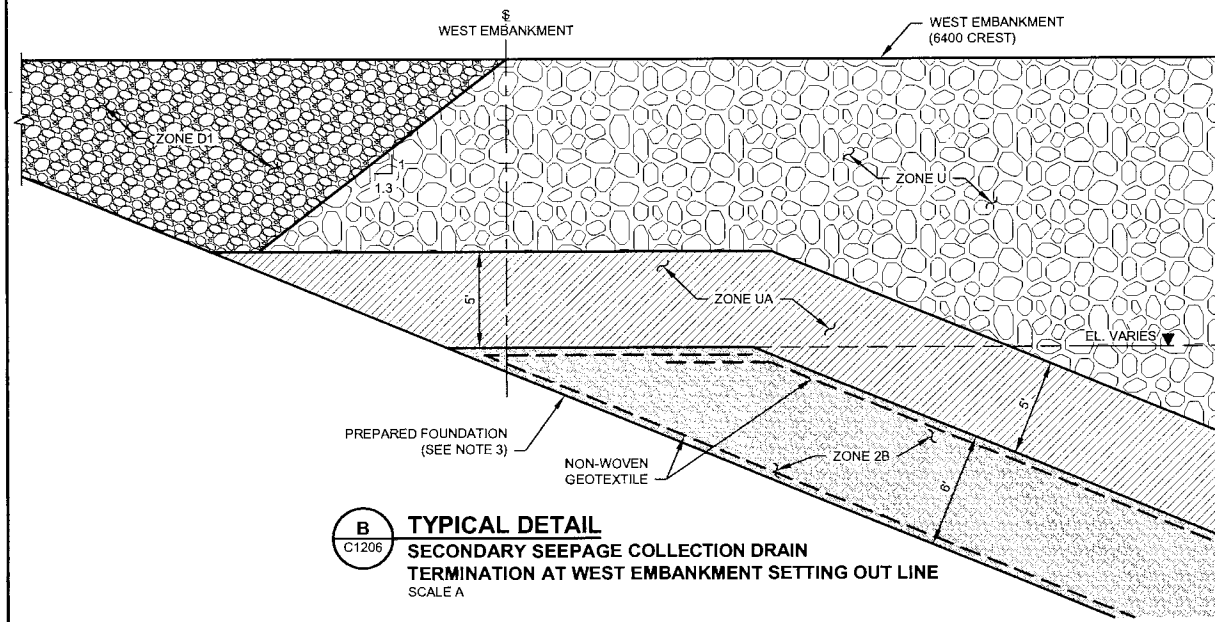 ℄
WEST EMBANKMENT
WEST EMBANKMENT
(6400 CREST)
ZONE D1
1
1.3
ZONE U
5'
ZONE UA
EL. VARIES
5'
PREPARED FOUNDATION
(SEE NOTE 3)
NON-WOVEN
GEOTEXTILE
ZONE 2B
6'
B
C1206
TYPICAL DETAIL
SECONDARY SEEPAGE COLLECTION DRAIN
TERMINATION AT WEST EMBANKMENT SETTING OUT LINE
SCALE A